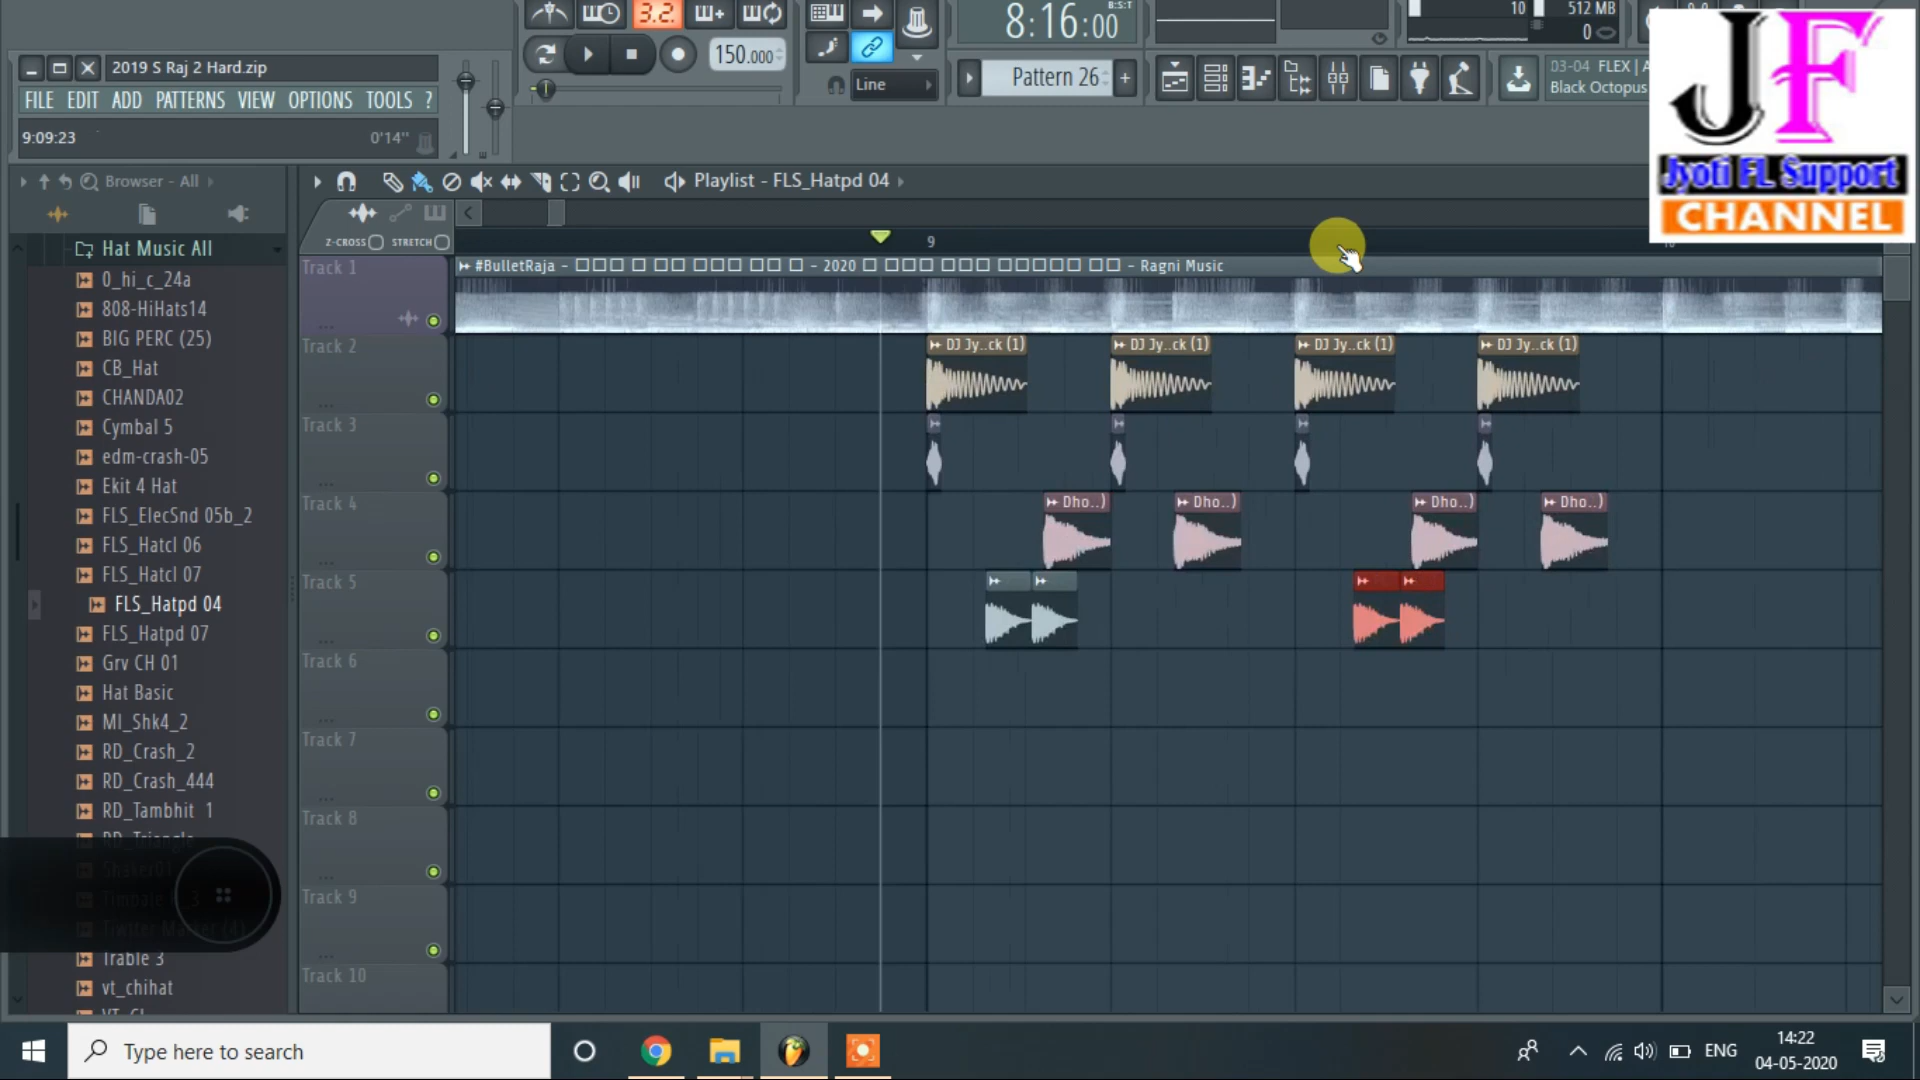 3.2.
8:16:00
B:S:T
10
512 MB
0
2019 S Raj 2 Hard.zip
150.000
Line
Pattern 26
+
03-04 FLEX | A
Black Octopus
FILE EDIT ADD PATTERNS VIEW OPTIONS TOOLS ?
9:09:23
0'14"
JF
Jyoti FL Support
CHANNEL
Browser - All
Playlist - FLS_Hatpd 04
Z-CROSS
STRETCH
9
Hat Music All
0_hi_c_24a
808-HiHats14
BIG PERC (25)
CB_Hat
CHANDA02
Cymbal 5
edm-crash-05
Ekit 4 Hat
FLS_ElecSnd 05b_2
FLS_Hatcl 06
FLS_Hatcl 07
FLS_Hatpd 04
FLS_Hatpd 07
Grv CH 01
Hat Basic
MI_Shk4_2
RD_Crash_2
RD_Crash_444
RD_Tambhit 1
RD_Triangle
Shaker01
Trable 3
vt_chihat
Track 1
#BulletRaja - □□□ □ □□ □□□ □□ □ - 2020 □ □□□ □□□ □□□□□ □□ - Ragni Music
Track 2
DJ Jy..ck (1)
DJ Jy..ck (1)
DJ Jy..ck (1)
DJ Jy..ck (1)
Track 3
Track 4
Dho..)
Dho..)
Dho..)
Dho..)
Track 5
Track 6
Track 7
Track 8
Track 9
Track 10
Type here to search
ENG
14:22
04-05-2020